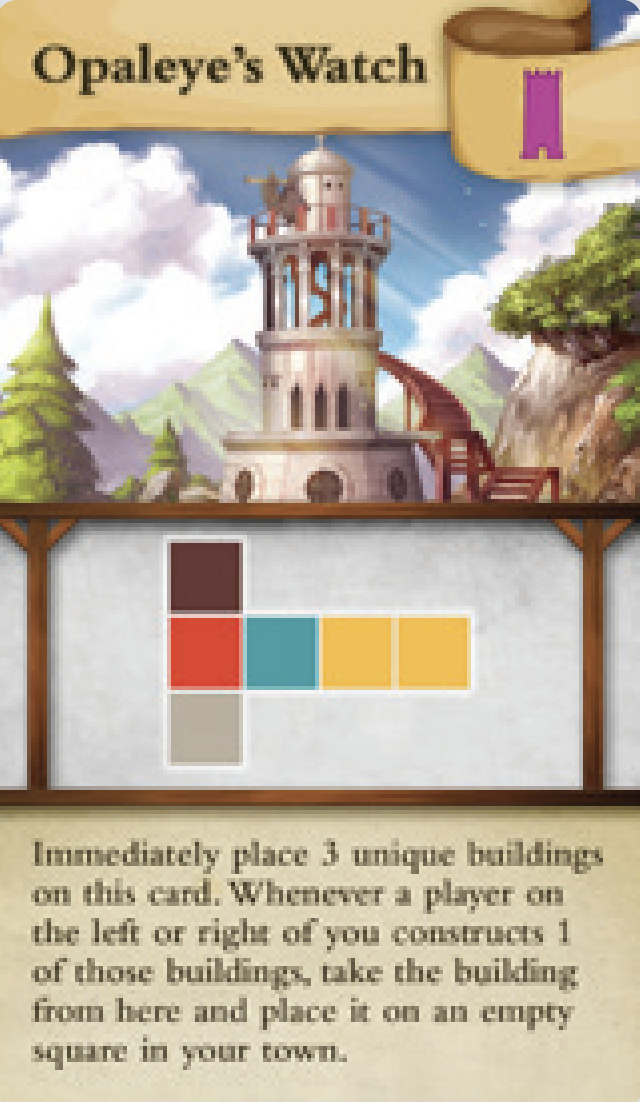 Opaleye's Watch
Immediately place 3 unique buildings
on this card. Whenever a player on
the left or right of you constructs 1
of those buildings, take the building
from here and place it on an empty
square in your town.